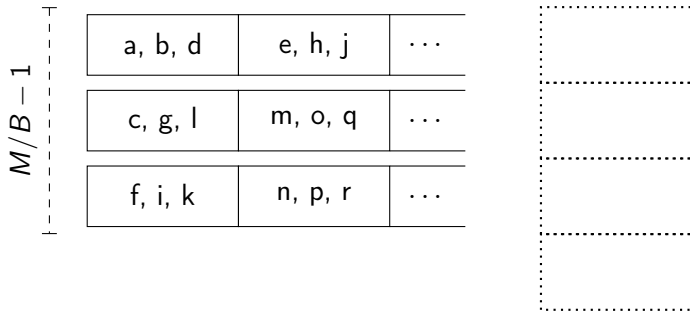 M/B − 1
a, b, d e, h, j ···
c, g, l m, o, q ···
f, i, k n, p, r ···